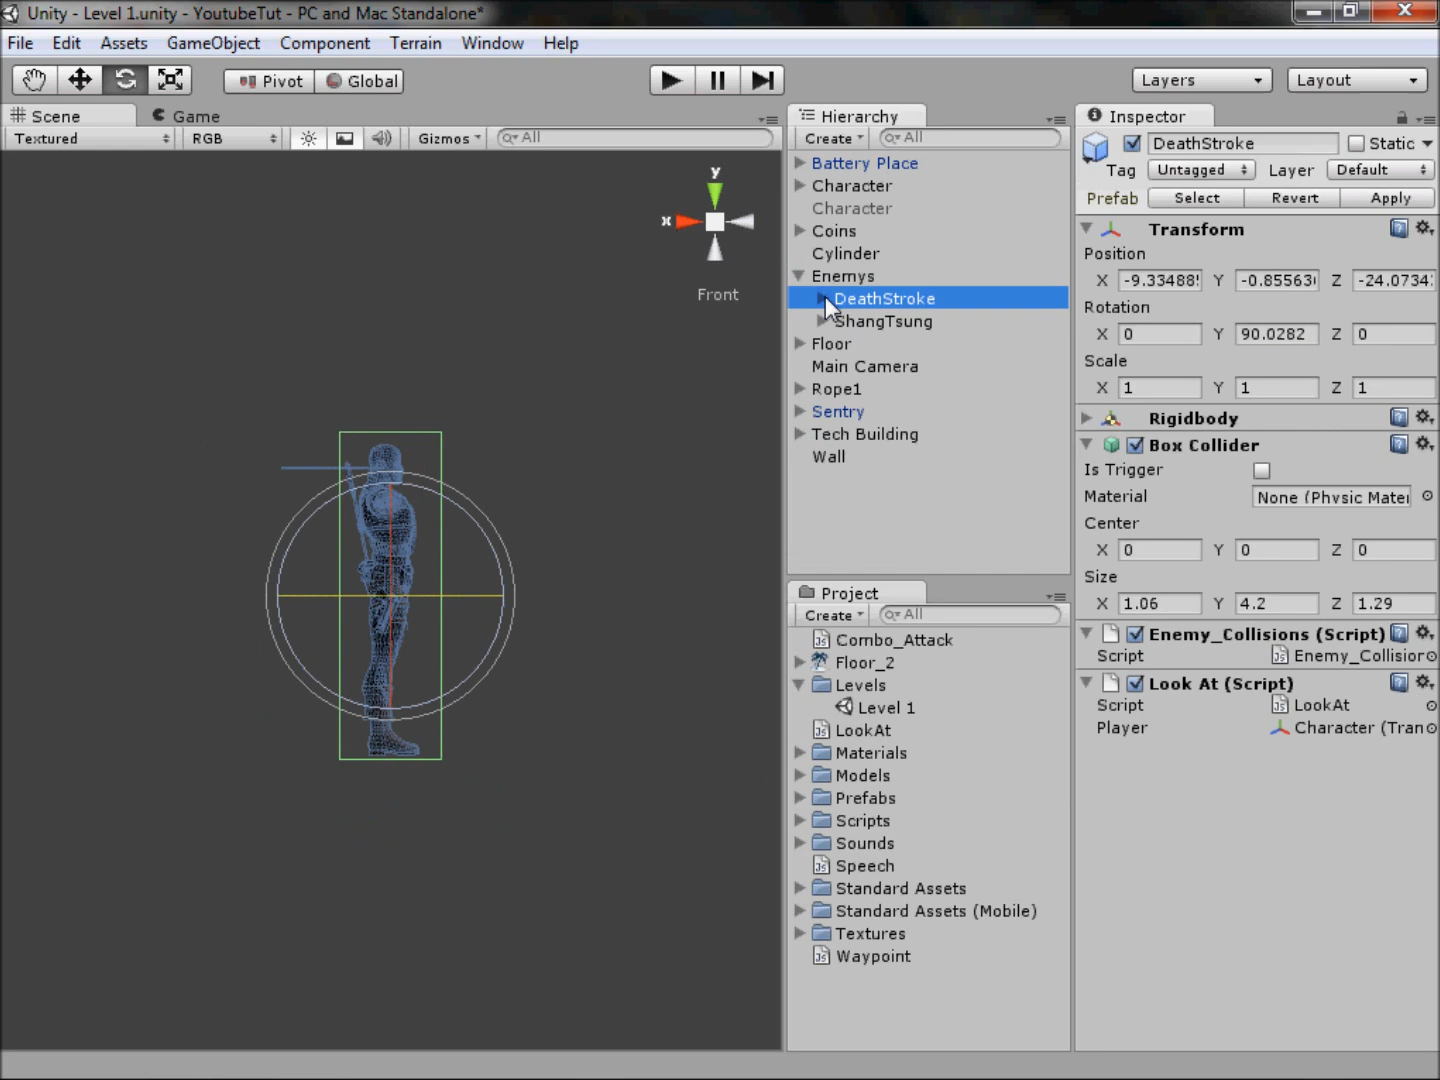 Unity - Level 1.unity - YoutubeTut - PC and Mac Standalone*
File Edit Assets GameObject Component Terrain Window Help
Pivot Global Layers Layout
Scene Game
Textured RGB Gizmos All
y
x
Front
Hierarchy
Create All
Battery Place
Character
Character
Coins
Cylinder
Enemys
DeathStroke
ShangTsung
Floor
Main Camera
Rope1
Sentry
Tech Building
Wall
Project
Create All
Combo_Attack
Floor_2
Levels
Level 1
LookAt
Materials
Models
Prefabs
Scripts
Sounds
Speech
Standard Assets
Standard Assets (Mobile)
Textures
Waypoint
Inspector
DeathStroke Static
Tag Untagged Layer Default
Prefab Select Revert Apply
Transform
Position
X -9.33488 Y -0.85563 Z -24.0734
Rotation
X 0 Y 90.0282 Z 0
Scale
X 1 Y 1 Z 1
Rigidbody
Box Collider
Is Trigger
Material None (Physic Mater
Center
X 0 Y 0 Z 0
Size
X 1.06 Y 4.2 Z 1.29
Enemy_Collisions (Script)
Script Enemy_Collision
Look At (Script)
Script LookAt
Player Character (Tran